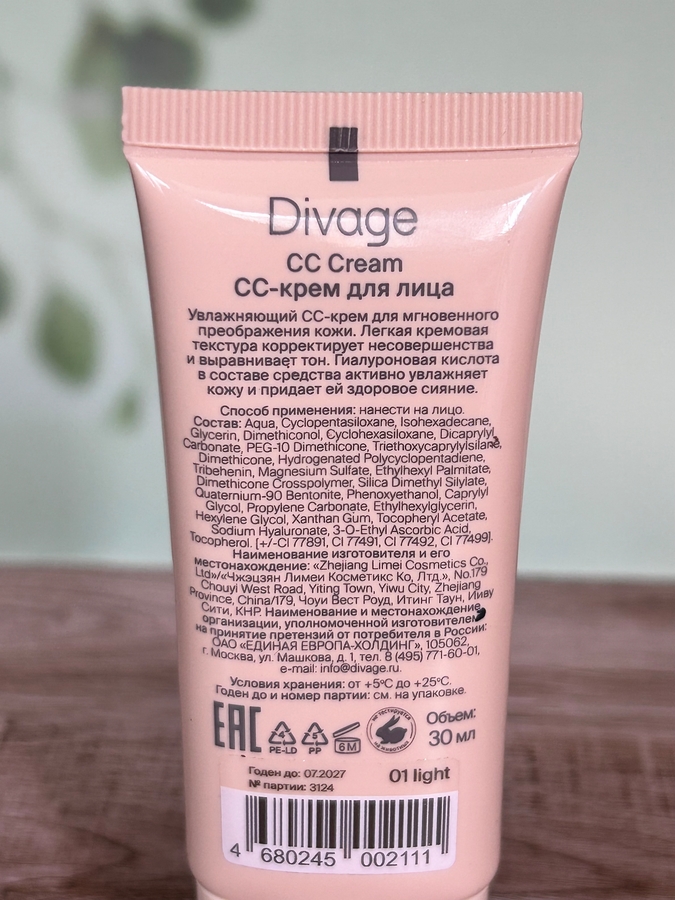 Divage
CC Cream
CC-крем для лица
Увлажняющий СС-крем для мгновенного
преображения кожи. Легкая кремовая
текстура корректирует несовершенства
и выравнивает тон. Гиалуроновая кислота
в составе средства активно увлажняет
кожу и придает ей здоровое сияние.
Способ применения: нанести на лицо.
Состав: Aqua, Cyclopentasiloxane, Isohexadecane,
Glycerin, Dimethiconol, Cyclohexasiloxane, Dicaprylyl
Carbonate, PEG-10 Dimethicone, Triethoxycaprylylsilane,
Dimethicone, Hydrogenated Polycyclopentadiene,
Tribehenin, Magnesium Sulfate, Ethylhexyl Palmitate,
Dimethicone Crosspolymer, Silica Dimethyl Silylate,
Quaternium-90 Bentonite, Phenoxyethanol, Caprylyl
Glycol, Propylene Carbonate, Ethylhexylglycerin,
Hexylene Glycol, Xanthan Gum, Tocopheryl Acetate,
Sodium Hyaluronate, 3-O-Ethyl Ascorbic Acid,
Tocopherol. [+/-CI 77891, CI 77491, CI 77492, CI 77499].
Наименование изготовителя и его
местонахождение: «Zhejiang Limei Cosmetics Co.,
Ltd»/«Чжэцзян Лимеи Косметикс Ко, Лтд.», No.179
Chouyi West Road, Yiting Town, Yiwu City, Zhejiang
Province, China/179, Чоуи Вест Роуд, Итинг Таун, Ииву
Сити, КНР. Наименование и местонахождение
организации, уполномоченной изготовителем
на принятие претензий от потребителя в России:
ОАО «ЕДИНАЯ ЕВРОПА-ХОЛДИНГ», 105062,
г. Москва, ул. Машкова, д. 1, тел. 8 (495) 771-60-01,
e-mail: info@divage.ru.
Условия хранения: от +5°C до +25°C.
Годен до и номер партии: см. на упаковке.
EAC
4
PE-LD
5
PP
6 M
не тестируется
на животных
Объем:
30 мл
Годен до: 07.2027
№ партии: 3124
01 light
4 680245 002111